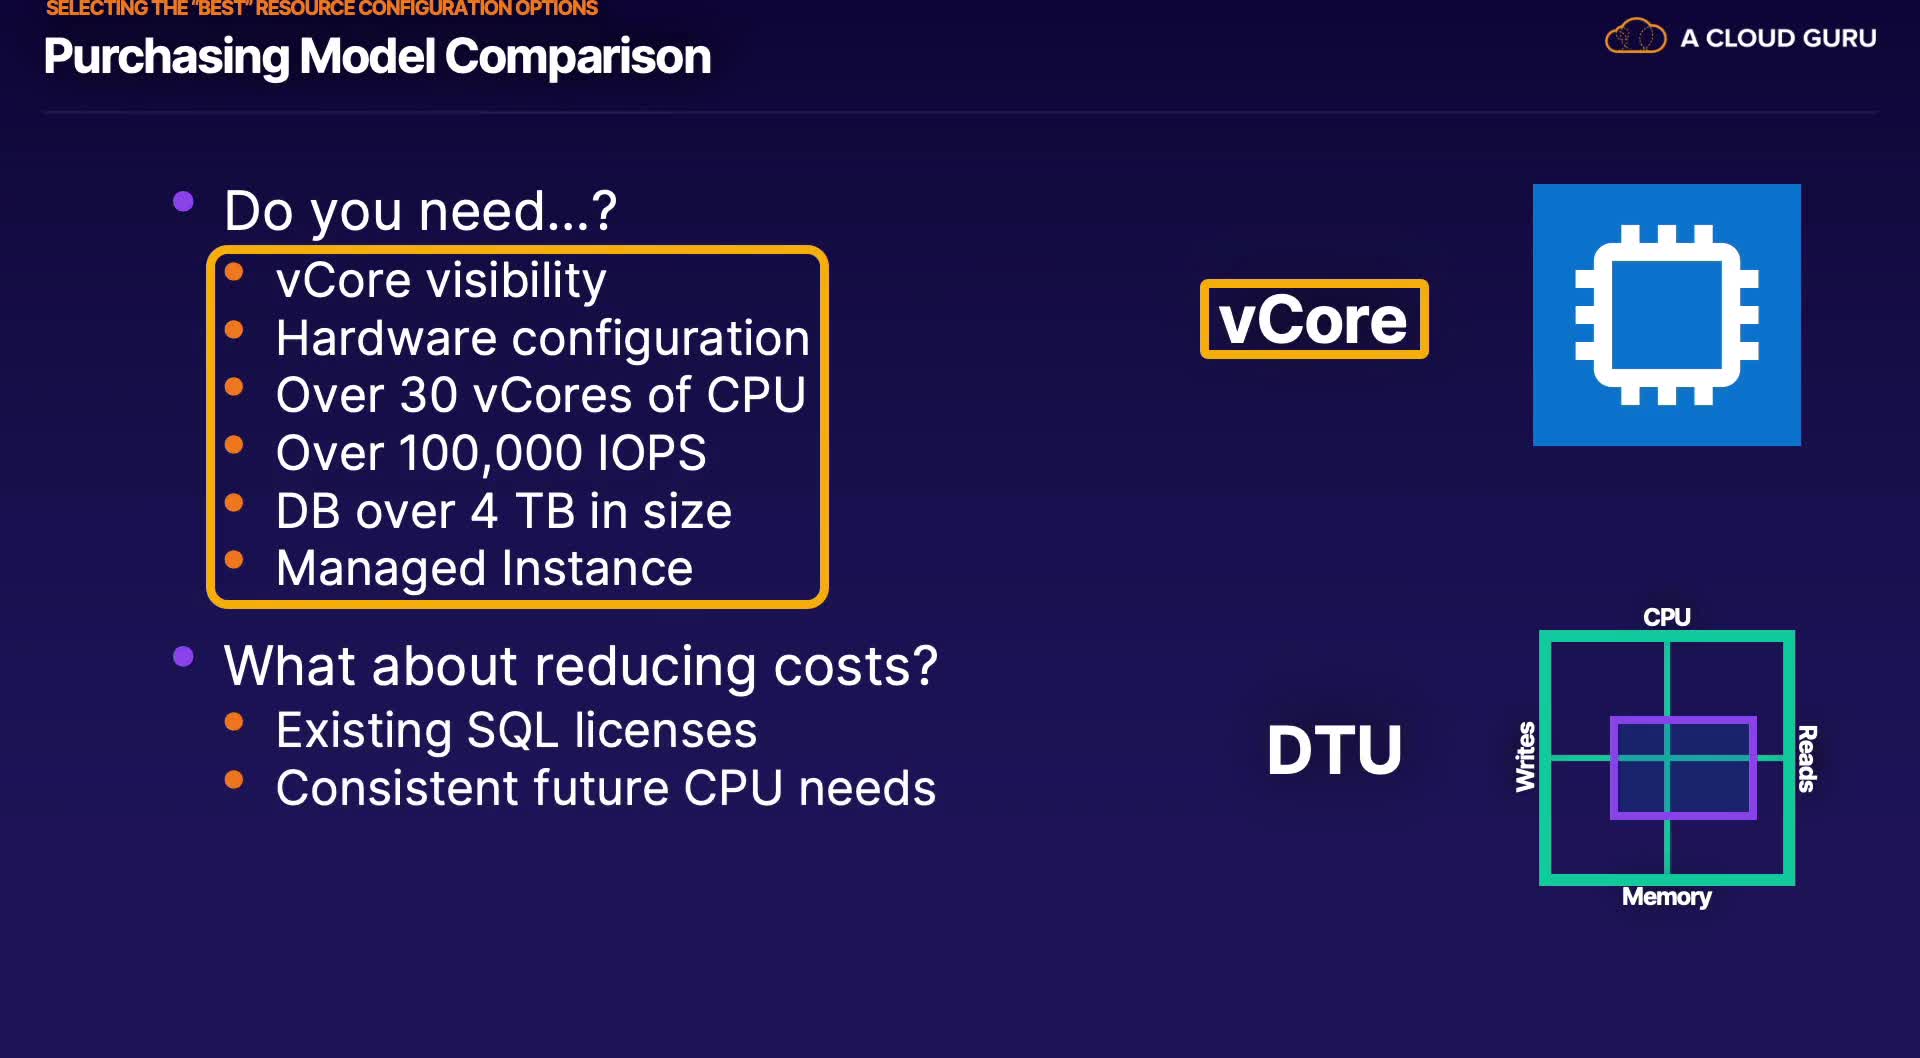 SELECTING THE “BEST” RESOURCE CONFIGURATION OPTIONS
Purchasing Model Comparison
A CLOUD GURU
Do you need...?
vCore visibility
Hardware configuration
Over 30 vCores of CPU
Over 100,000 IOPS
DB over 4 TB in size
Managed Instance
What about reducing costs?
Existing SQL licenses
Consistent future CPU needs
vCore
DTU
CPU
Writes
Reads
Memory